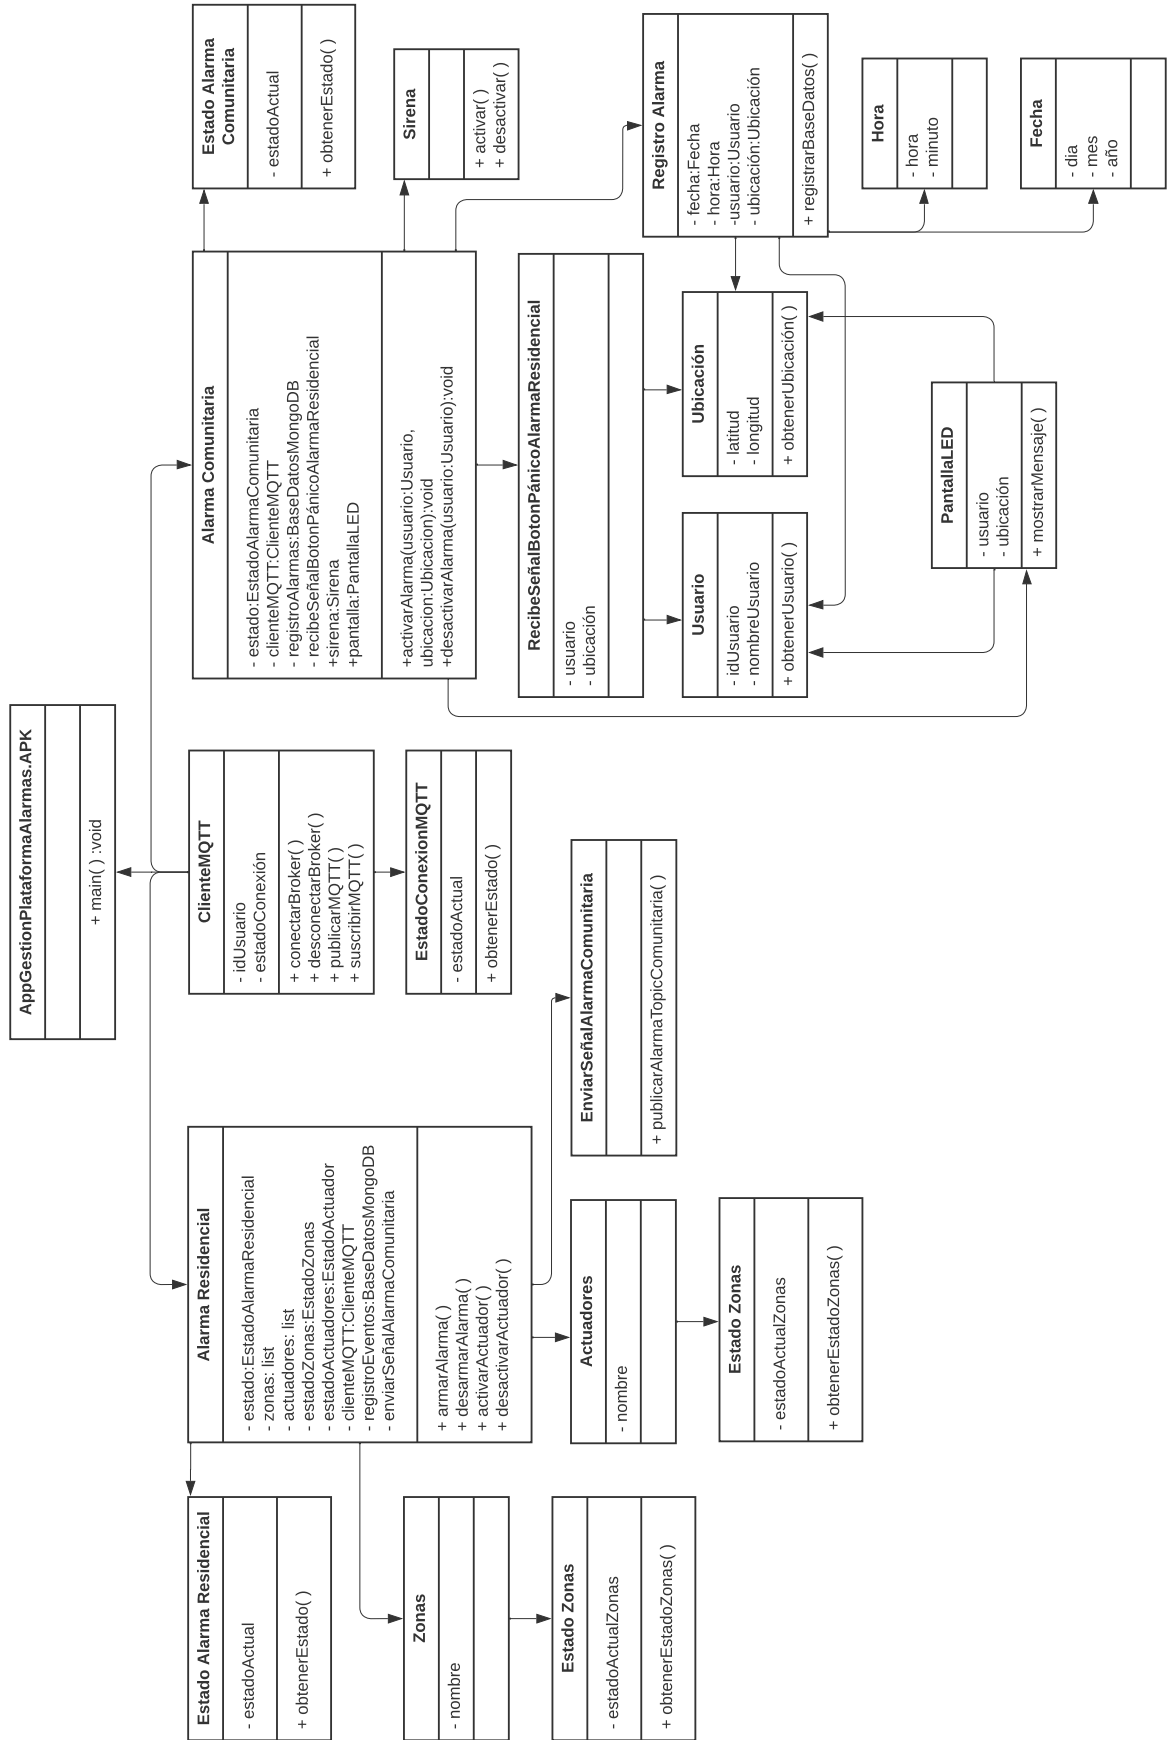 AppGestionPlataformaAlarmas.APK
+ main( ) :void
Estado Alarma Residencial
- estadoActual
+ obtenerEstado( )
Alarma Residencial
- estado:EstadoAlarmaResidencial
- zonas: list
- actuadores: list
- estadoZonas:EstadoZonas
- estadoActuadores:EstadoActuador
- clienteMQTT:ClienteMQTT
- registroEventos:BaseDatosMongoDB
- enviarSeñalAlarmaComunitaria
+ armarAlarma( )
+ desarmarAlarma( )
+ activarActuador( )
+ desactivarActuador( )
ClienteMQTT
- idUsuario
- estadoConexión
+ conectarBroker( )
+ desconectarBroker( )
+ publicarMQTT( )
+ suscribirMQTT( )
Alarma Comunitaria
- estado:EstadoAlarmaComunitaria
- clienteMQTT:ClienteMQTT
- registroAlarmas:BaseDatosMongoDB
- recibeSeñalBotonPánicoAlarmaResidencial
+sirena:Sirena
+pantalla:PantallaLED
+activarAlarma(usuario:Usuario,
ubicacion:Ubicacion):void
+desactivarAlarma(usuario:Usuario):void
Estado Alarma
Comunitaria
- estadoActual
+ obtenerEstado( )
Zonas
- nombre
Estado Zonas
- estadoActualZonas
+ obtenerEstadoZonas( )
Actuadores
- nombre
Estado Zonas
- estadoActualZonas
+ obtenerEstadoZonas( )
EnviarSeñalAlarmaComunitaria
+ publicarAlarmaTopicComunitaria( )
EstadoConexionMQTT
- estadoActual
+ obtenerEstado( )
Sirena
+ activar( )
+ desactivar( )
RecibeSeñalBotonPánicoAlarmaResidencial
- usuario
- ubicación
Usuario
- idUsuario
- nombreUsuario
+ obtenerUsuario( )
Ubicación
- latitud
- longitud
+ obtenerUbicación( )
Registro Alarma
- fecha:Fecha
- hora:Hora
-usuario:Usuario
- ubicación:Ubicación
+ registrarBaseDatos( )
PantallaLED
- usuario
- ubicación
+ mostrarMensaje( )
Hora
- hora
- minuto
Fecha
- dia
- mes
- año